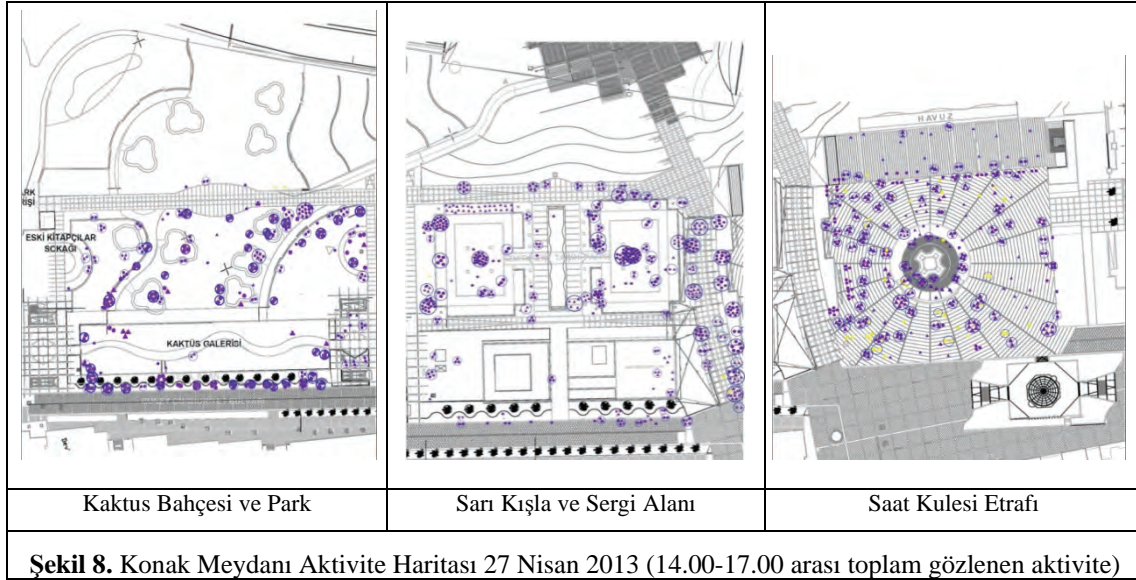 HAVUZ
ESKİ KİTAPÇILAR
SOKAĞI
KAKTÜS GALERİSİ
Kaktus Bahçesi ve Park
Sarı Kışla ve Sergi Alanı
Saat Kulesi Etrafı
Şekil 8. Konak Meydanı Aktivite Haritası 27 Nisan 2013 (14.00-17.00 arası toplam gözlenen aktivite)